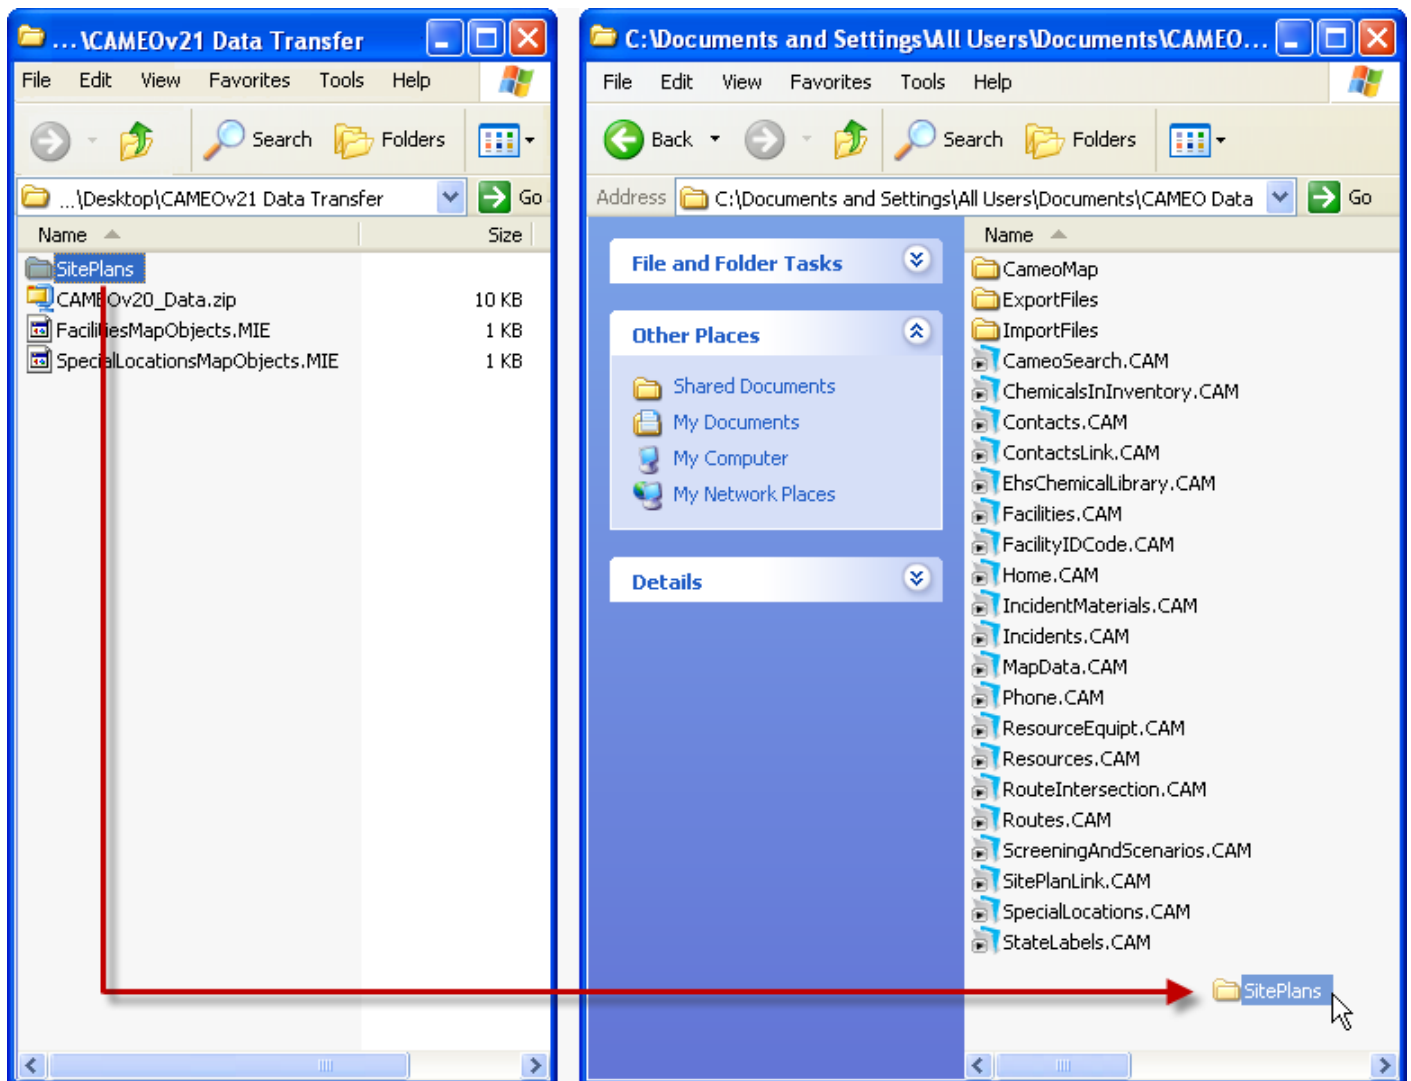 ...\CAMEOv21 Data Transfer
File Edit View Favorites Tools Help
Search Folders
...\Desktop\CAMEOv21 Data Transfer Go
Name Size
SitePlans
CAMEOv20_Data.zip 10 KB
FacilitiesMapObjects.MIE 1 KB
SpecialLocationsMapObjects.MIE 1 KB
C:\Documents and Settings\All Users\Documents\CAMEO...
File Edit View Favorites Tools Help
Back Search Folders
Address C:\Documents and Settings\All Users\Documents\CAMEO Data Go
File and Folder Tasks
Other Places
Shared Documents
My Documents
My Computer
My Network Places
Details
Name
CameoMap
ExportFiles
ImportFiles
CameoSearch.CAM
ChemicalsInInventory.CAM
Contacts.CAM
ContactsLink.CAM
EhsChemicalLibrary.CAM
Facilities.CAM
FacilityIDCode.CAM
Home.CAM
IncidentMaterials.CAM
Incidents.CAM
MapData.CAM
Phone.CAM
ResourceEquipt.CAM
Resources.CAM
RouteIntersection.CAM
Routes.CAM
ScreeningAndScenarios.CAM
SitePlanLink.CAM
SpecialLocations.CAM
StateLabels.CAM
SitePlans